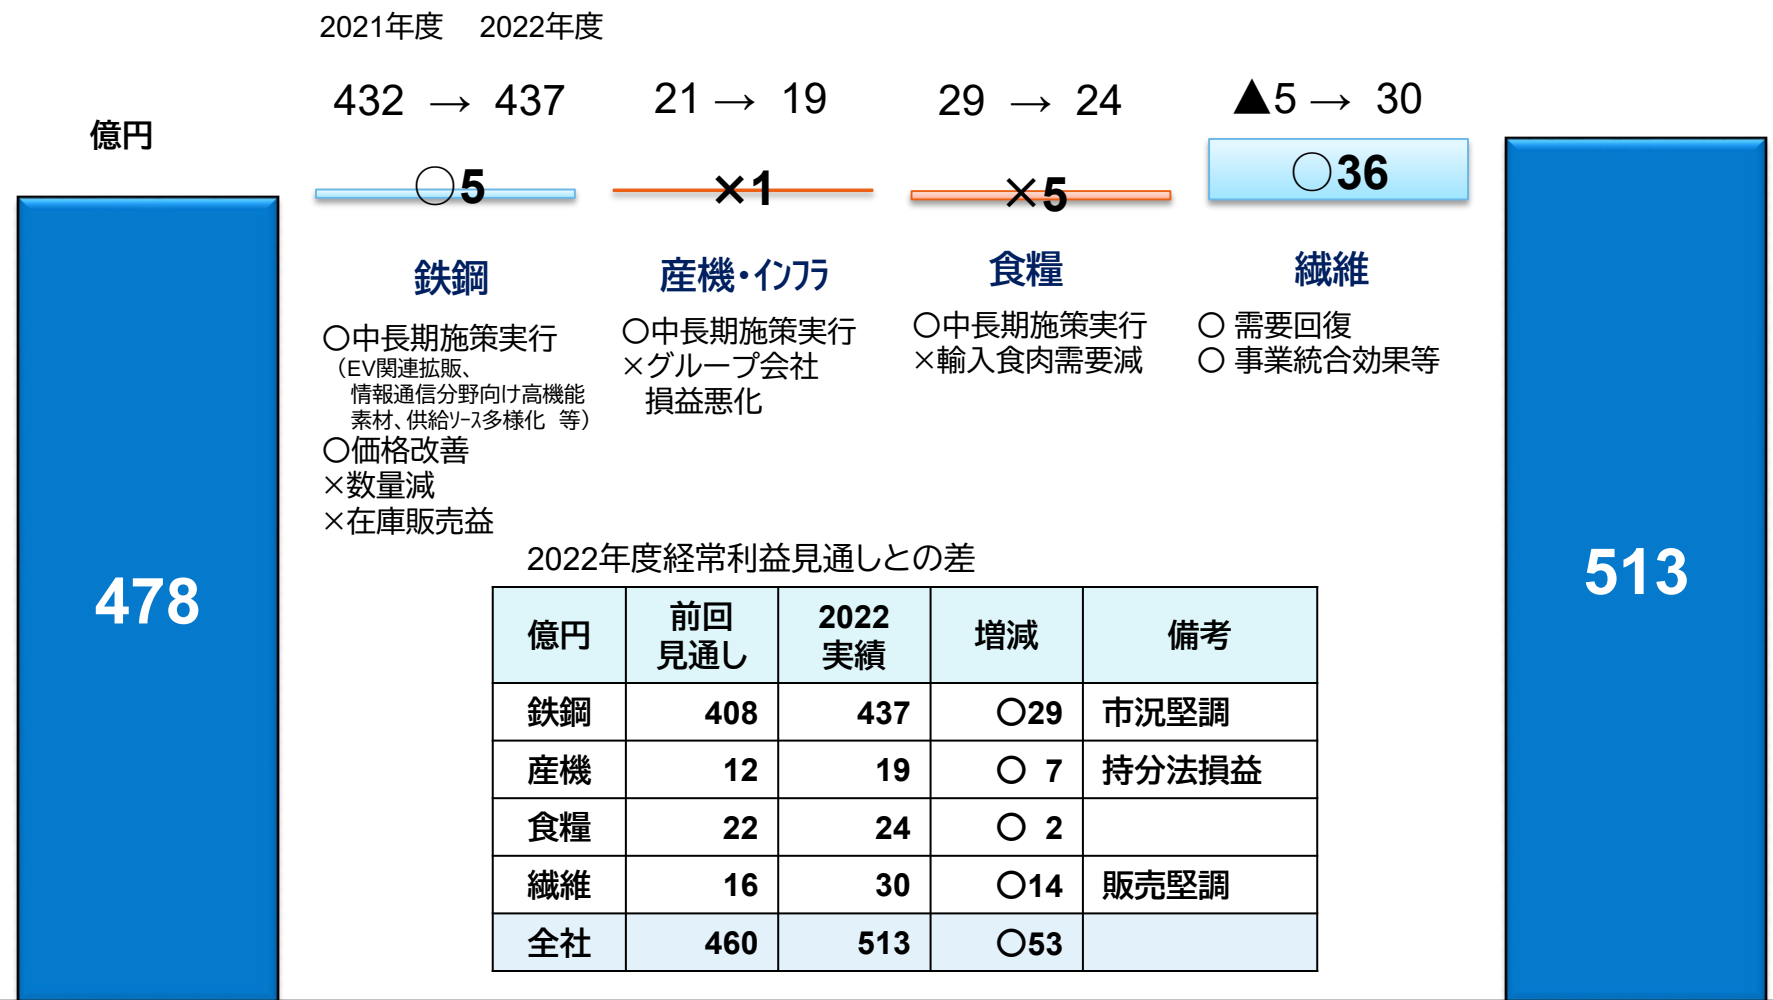 2021年度 2022年度
432 → 437
21 → 19
29 → 24
▲5 → 30
億円
○5
×1
×5
○36
鉄鋼
産機・インフラ
食糧
繊維
○中長期施策実行
（EV関連拡販、
情報通信分野向け高機能
素材、供給ソース多様化 等）
○価格改善
×数量減
×在庫販売益
○中長期施策実行
×グループ会社
損益悪化
○中長期施策実行
×輸入食肉需要減
○ 需要回復
○ 事業統合効果等
478
513
2022年度経常利益見通しとの差
億円 前回見通し 2022実績 増減 備考
鉄鋼 408 437 ○29 市況堅調
産機 12 19 ○ 7 持分法損益
食糧 22 24 ○ 2
繊維 16 30 ○14 販売堅調
全社 460 513 ○53